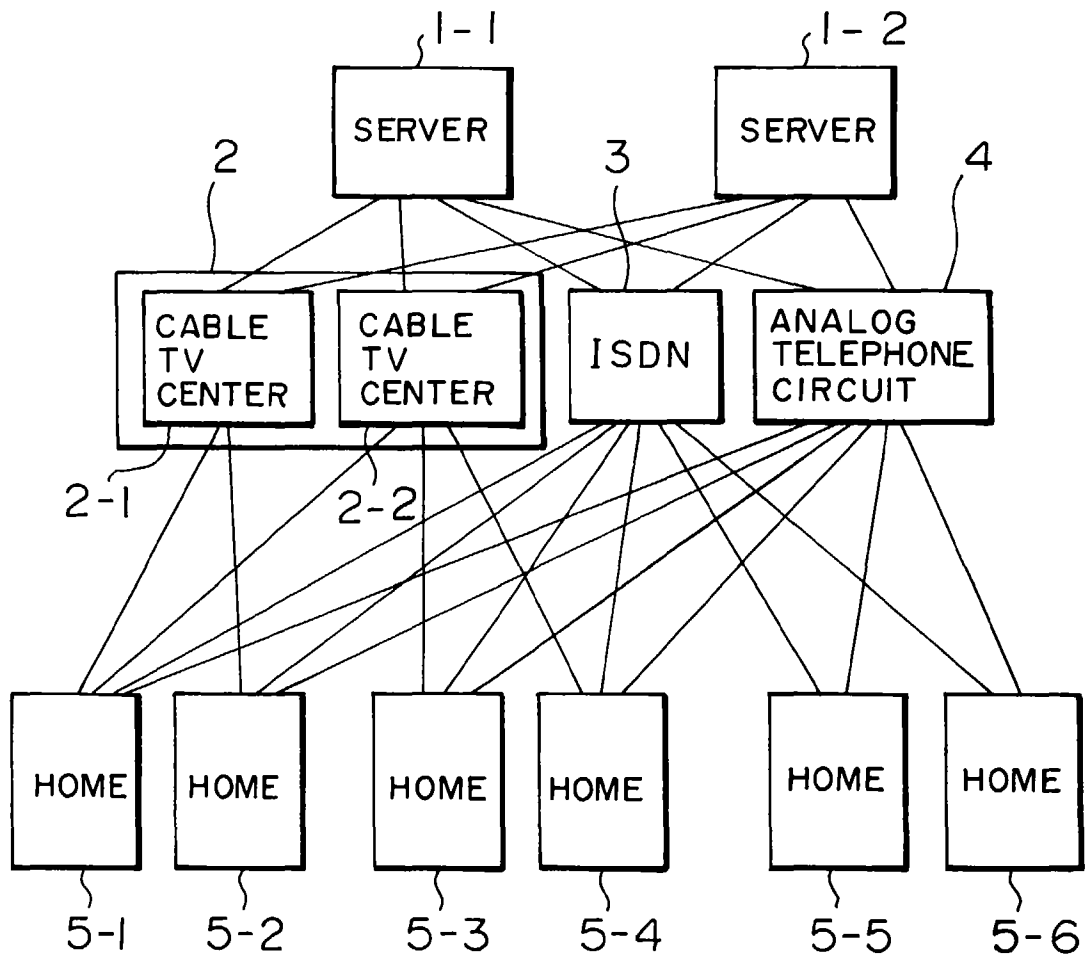 1-1
1-2
SERVER
SERVER
2
3
4
CABLE
TV
CENTER
CABLE
TV
CENTER
ISDN
ANALOG
TELEPHONE
CIRCUIT
2-1
2-2
HOME
HOME
HOME
HOME
HOME
HOME
5-1
5-2
5-3
5-4
5-5
5-6